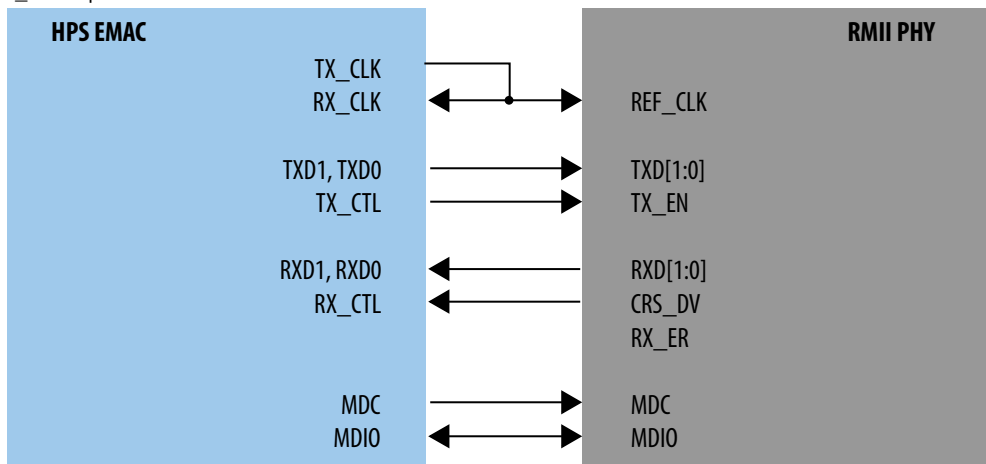 HPS EMAC RMII PHY
TX_CLK
RX_CLK REF_CLK
TXD1, TXD0 TXD[1:0]
TX_CTL TX_EN
RXD1, RXD0 RXD[1:0]
RX_CTL CRS_DV
RX_ER
MDC MDC
MDIO MDIO